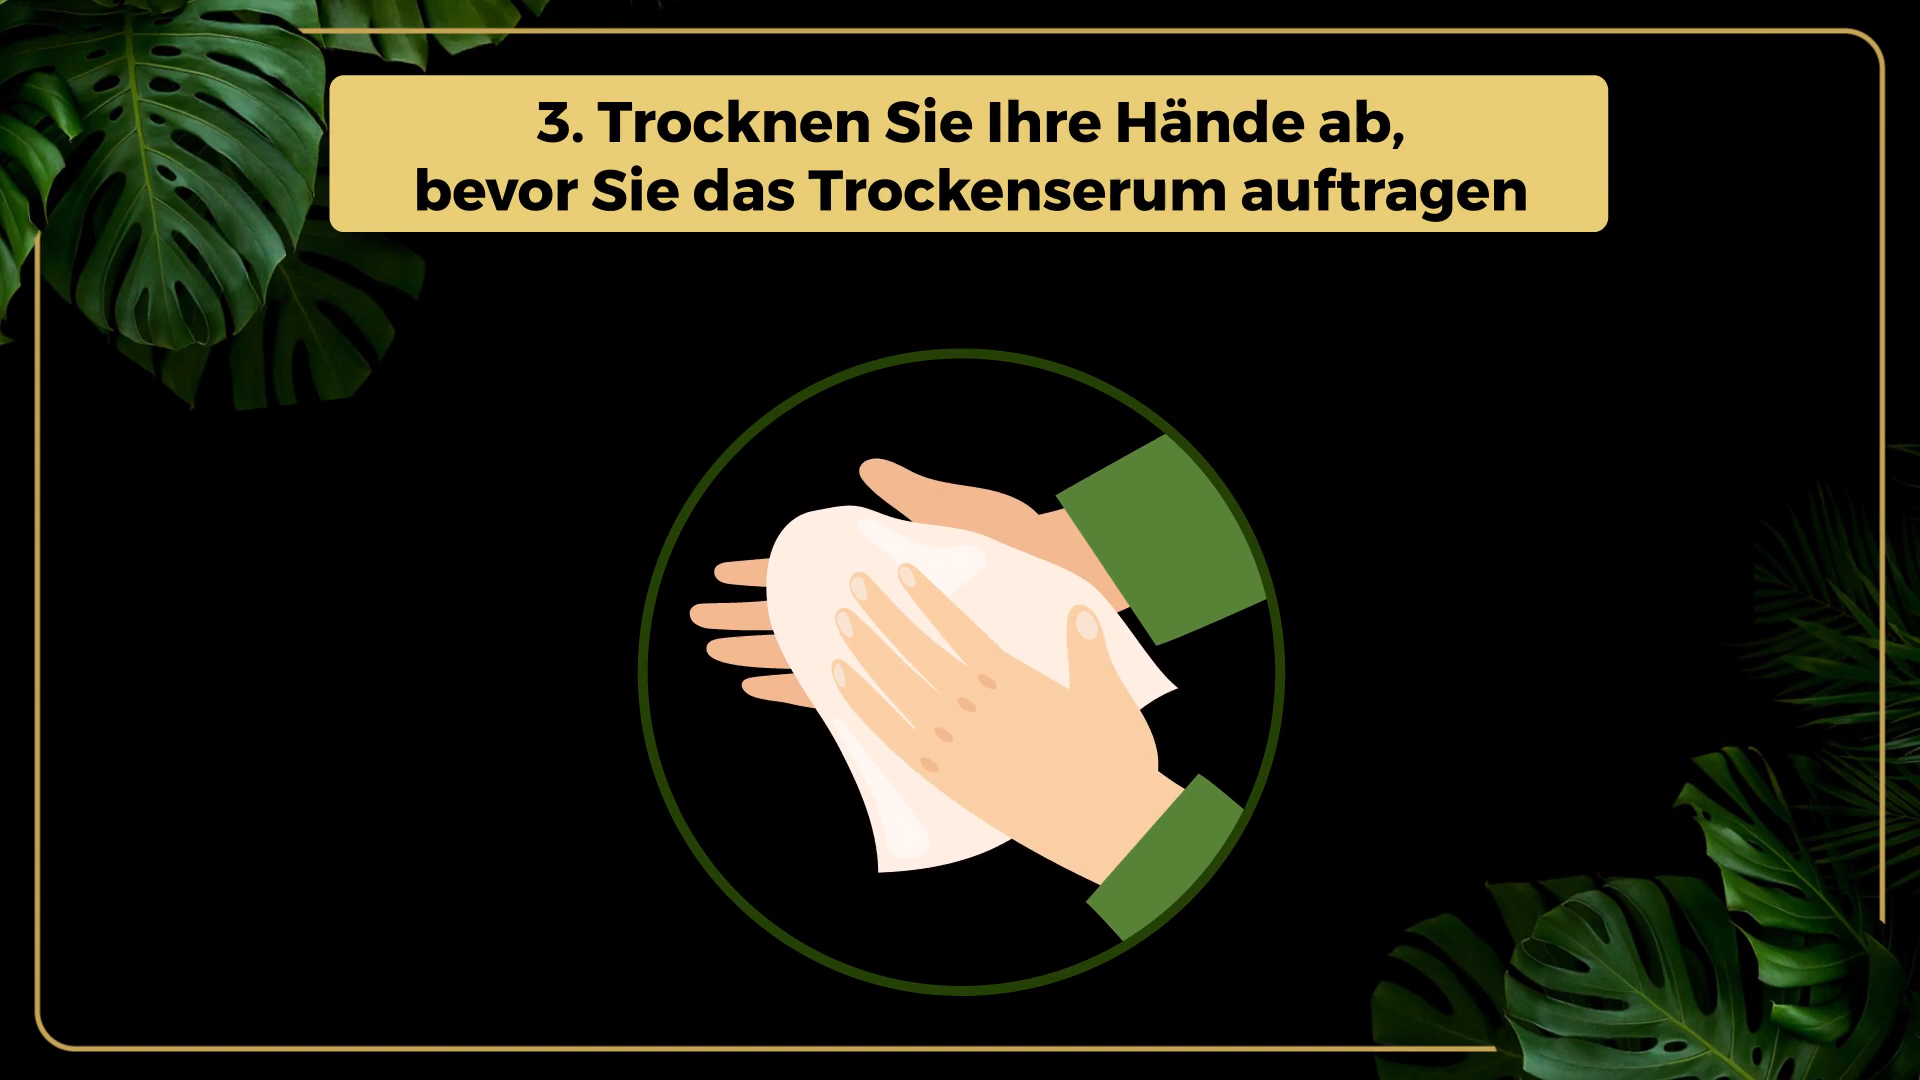 3. Trocknen Sie Ihre Hände ab,
bevor Sie das Trockenserum auftragen